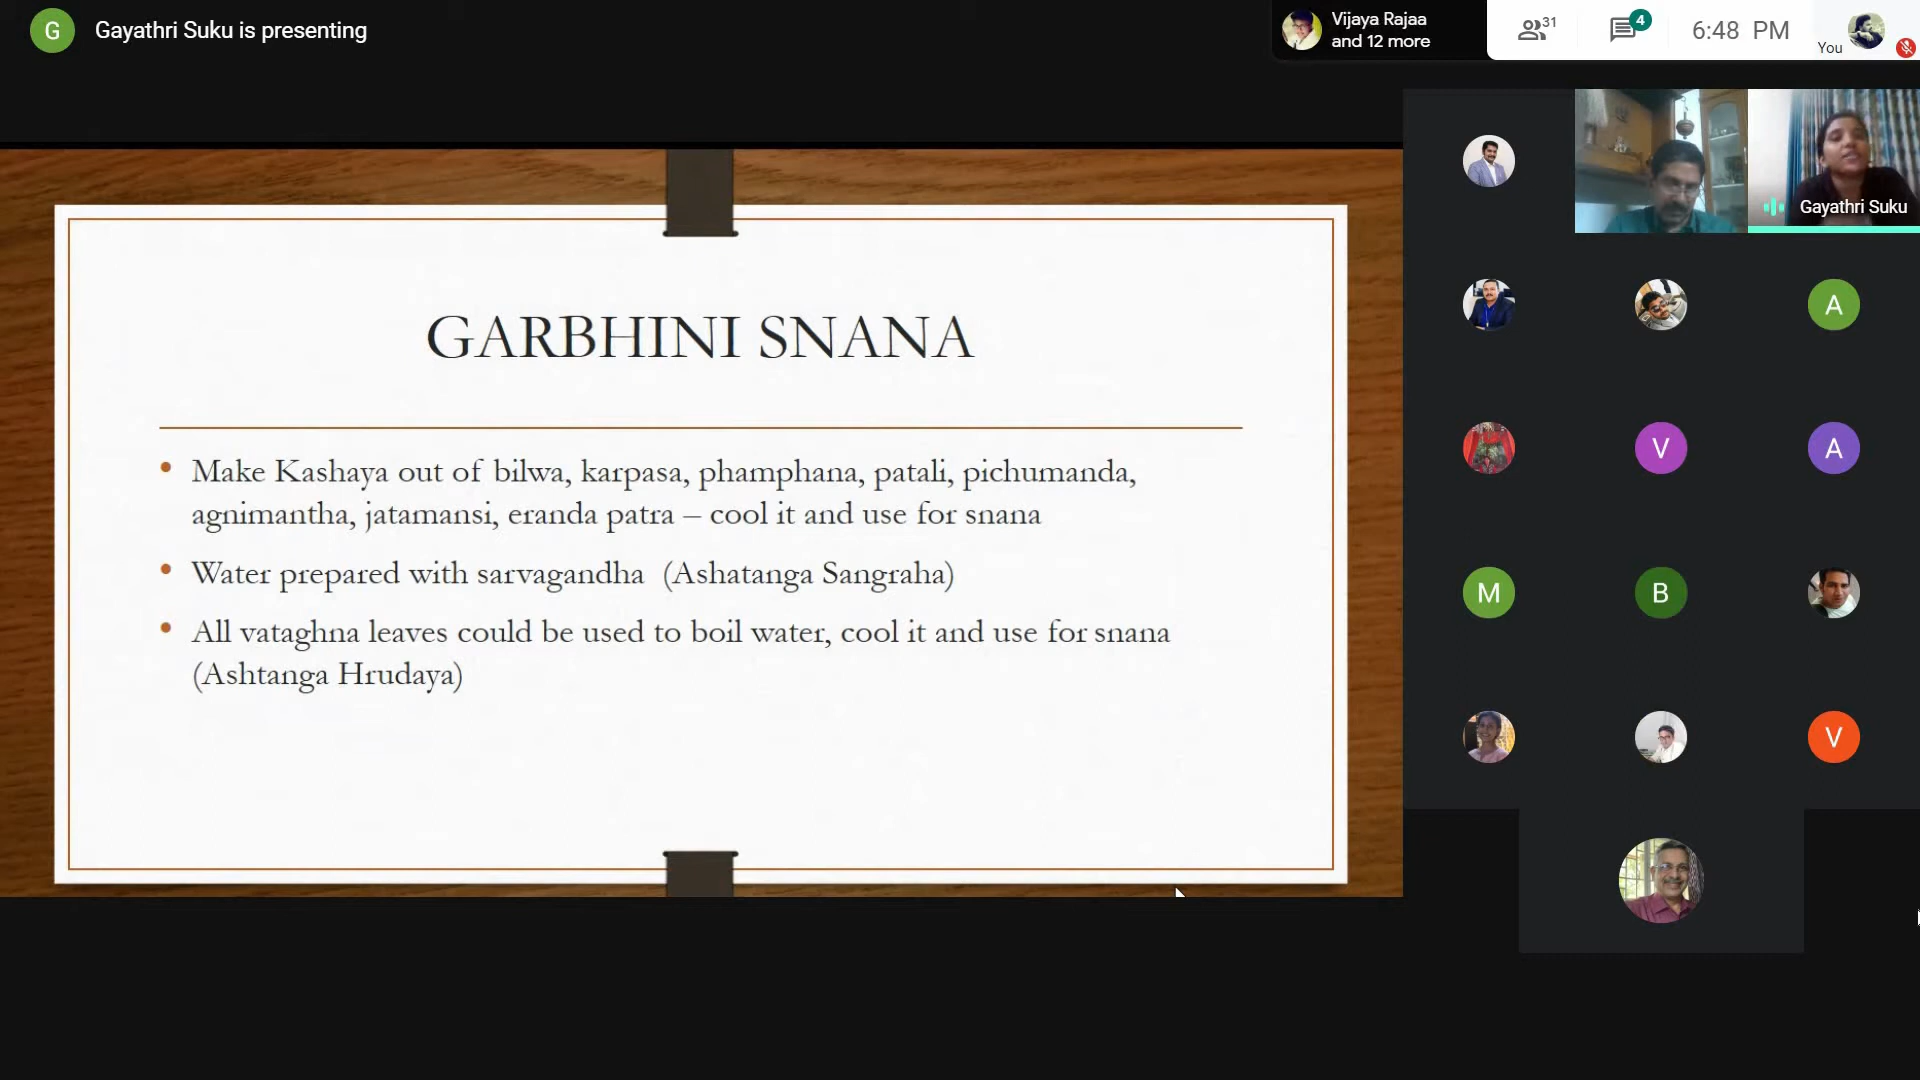 G
Gayathri Suku is presenting
Vijaya Rajaa
and 12 more
31
4
6:48 PM
You
Gayathri Suku
GARBHINI SNANA
• Make Kashaya out of bilwa, karpasa, phamphana, patali, pichumanda,
agnimantha, jatamansi, eranda patra – cool it and use for snana
• Water prepared with sarvagandha (Ashatanga Sangraha)
• All vataghna leaves could be used to boil water, cool it and use for snana
(Ashtanga Hrudaya)
A
V
A
M
B
V